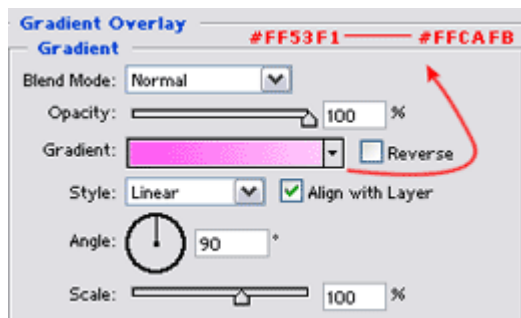 Gradient Overlay
#FF53F1 —— #FFCAFB
Gradient
Blend Mode: Normal
Opacity: 100 %
Gradient: Reverse
Style: Linear Align with Layer
Angle: 90 °
Scale: 100 %